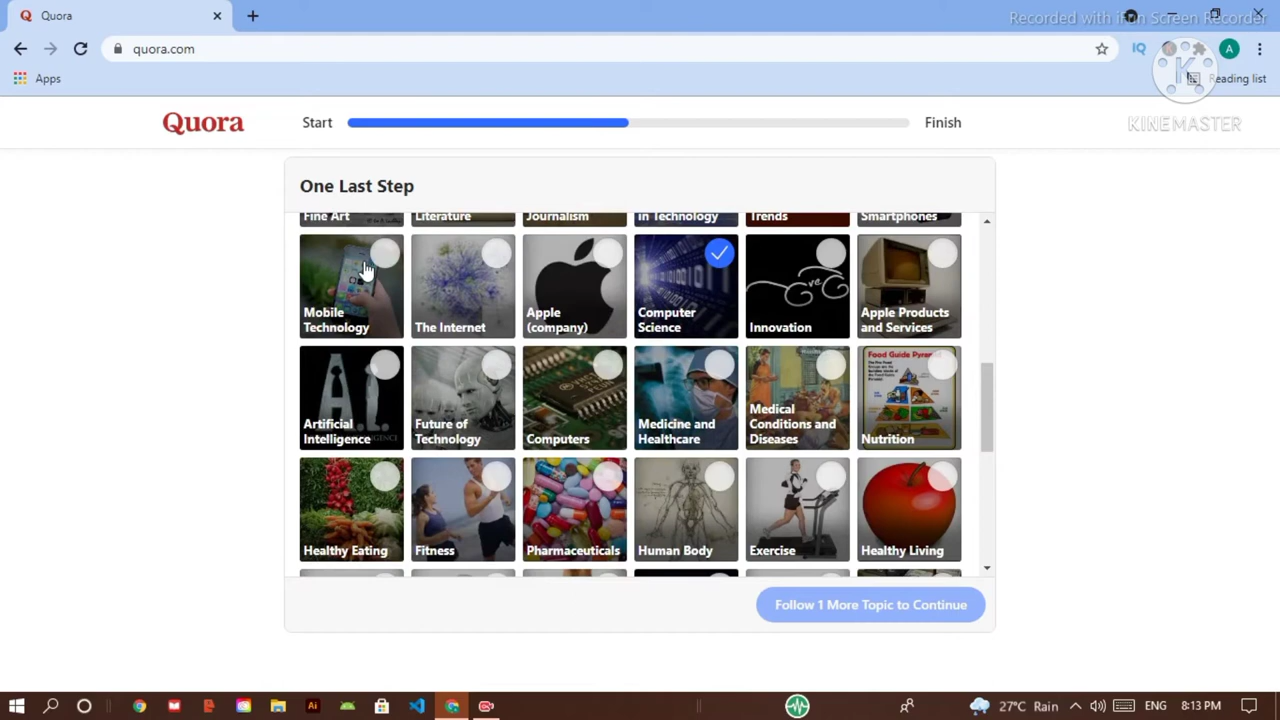 Quora
Recorded with iFun Screen Recorder
quora.com
IQ
A
Apps
Reading list
KINEMASTER
Quora
Start
Finish
One Last Step
Fine Art
Literature
Journalism
in Technology
Trends
Smartphones
Mobile
Technology
The Internet
Apple
(company)
Computer
Science
Innovation
Apple Products
and Services
Artificial
Intelligence
Future of
Technology
Computers
Medicine and
Healthcare
Medical
Conditions and
Diseases
Food Guide Pyramid
Nutrition
Healthy Eating
Fitness
Pharmaceuticals
Human Body
Exercise
Healthy Living
Follow 1 More Topic to Continue
Ai
27°C Rain
ENG
8:13 PM